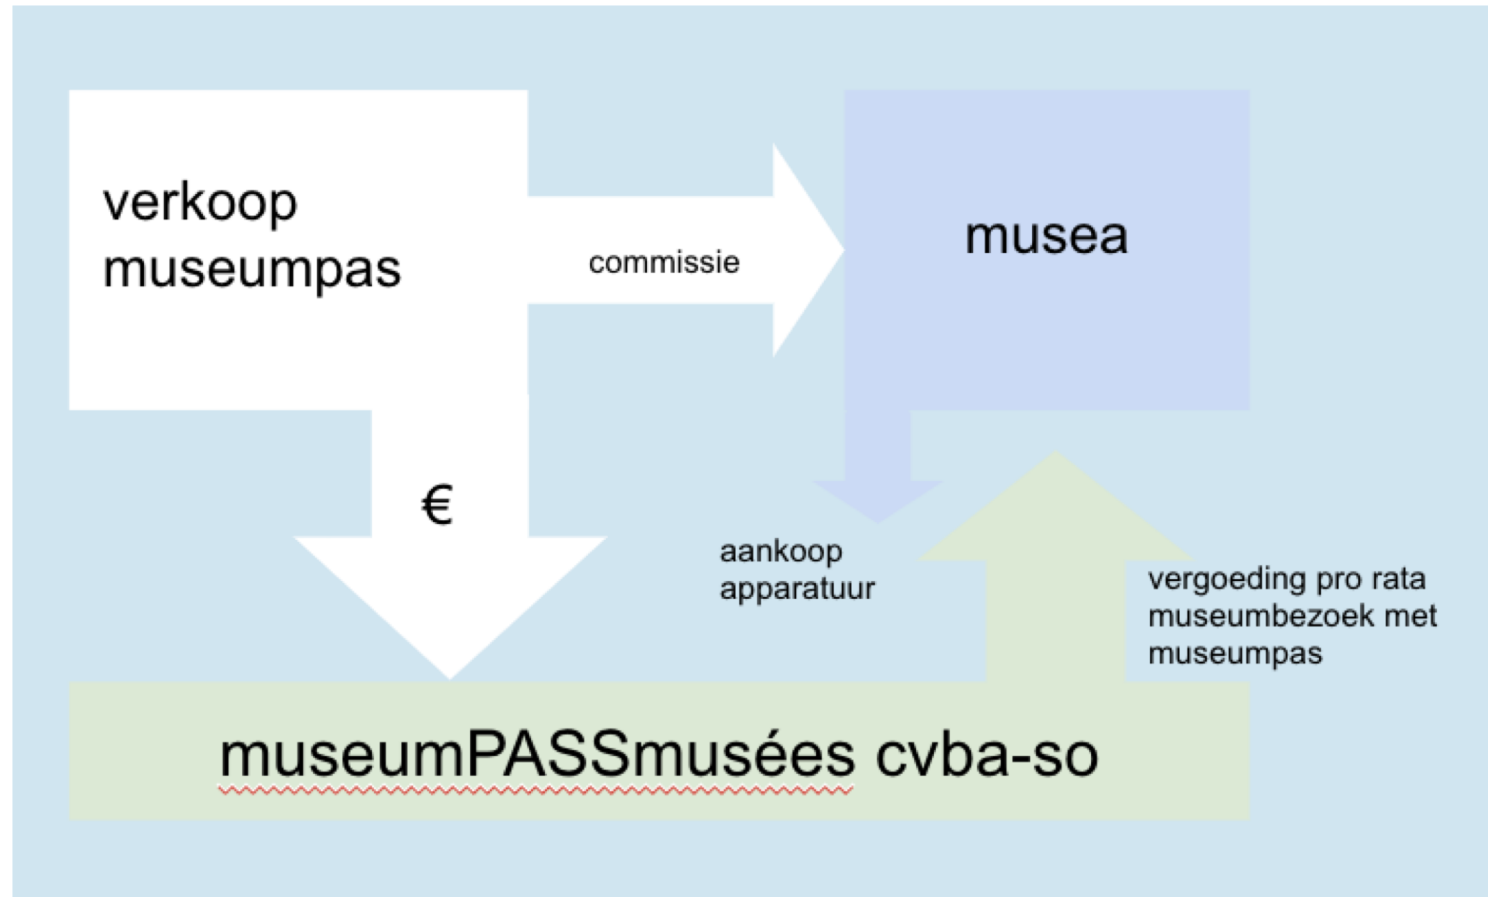 verkoop
museumpas
commissie
musea
€
aankoop
apparatuur
vergoeding pro rata
museumbezoek met
museumpas
museumPASSmusées cvba-so